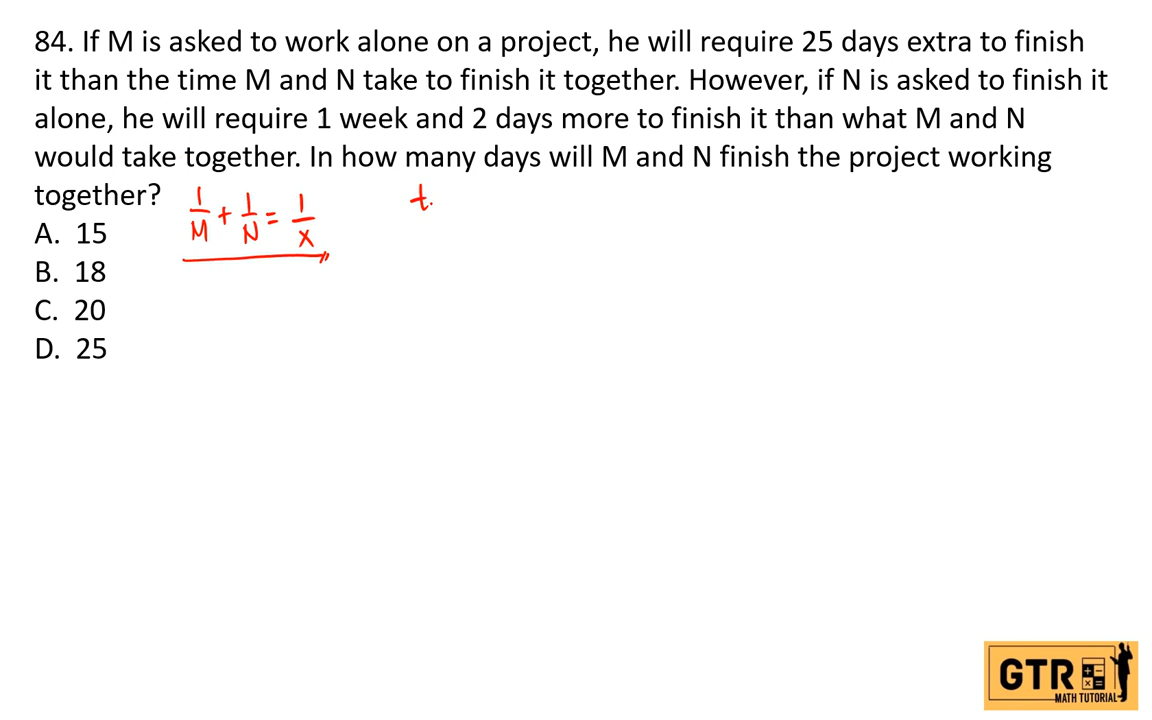 84. If M is asked to work alone on a project, he will require 25 days extra to finish
it than the time M and N take to finish it together. However, if N is asked to finish it
alone, he will require 1 week and 2 days more to finish it than what M and N
would take together. In how many days will M and N finish the project working
together?
1/M + 1/N = 1/x
t.
A. 15
B. 18
C. 20
D. 25
GTR
MATH TUTORIAL